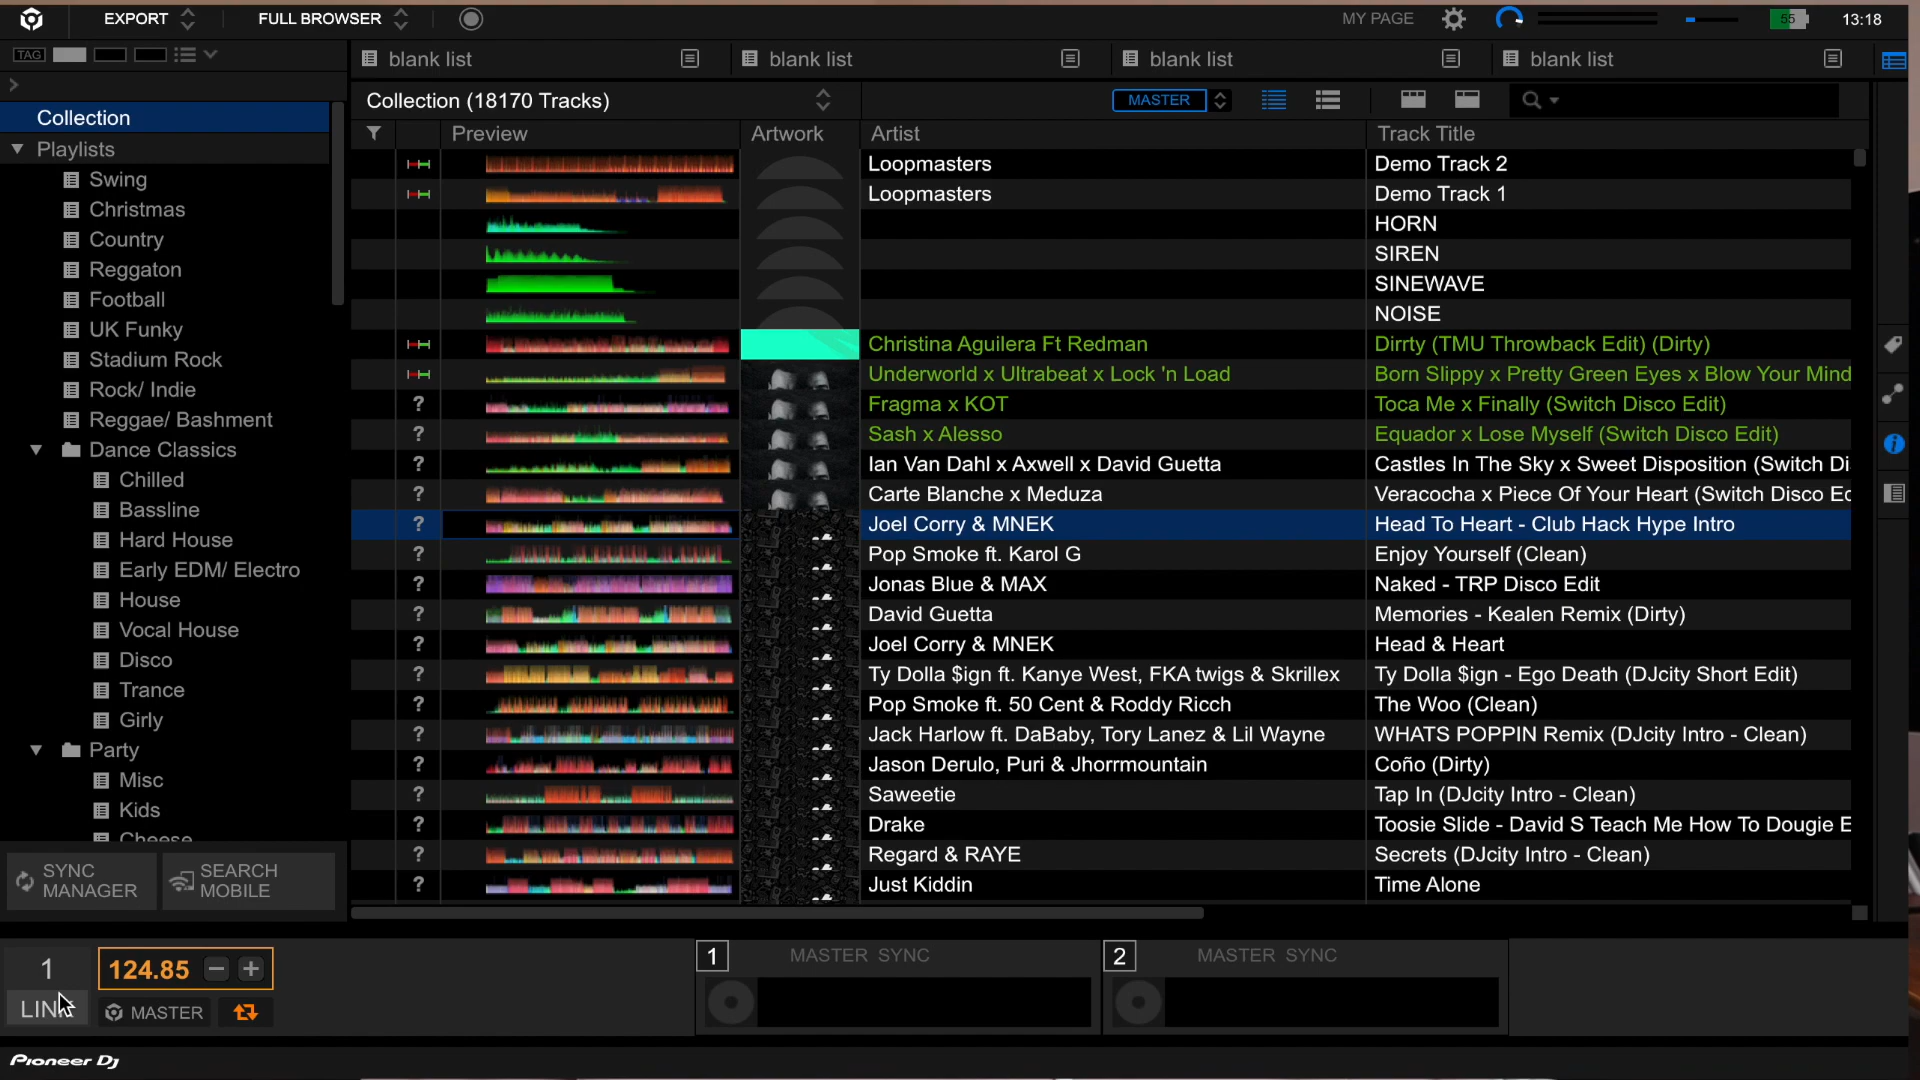 EXPORT
FULL BROWSER
MY PAGE
55
13:18
TAG
blank list
blank list
blank list
blank list
Collection (18170 Tracks)
MASTER
Collection
Playlists
Swing
Christmas
Country
Reggaton
Football
UK Funky
Stadium Rock
Rock/ Indie
Reggae/ Bashment
Dance Classics
Chilled
Bassline
Hard House
Early EDM/ Electro
House
Vocal House
Disco
Trance
Girly
Party
Misc
Kids
Cheese
SYNC
MANAGER
SEARCH
MOBILE
Preview Artwork Artist Track Title
Loopmasters Demo Track 2
Loopmasters Demo Track 1
HORN
SIREN
SINEWAVE
NOISE
Christina Aguilera Ft Redman Dirrty (TMU Throwback Edit) (Dirty)
Underworld x Ultrabeat x Lock 'n Load Born Slippy x Pretty Green Eyes x Blow Your Mind
? Fragma x KOT Toca Me x Finally (Switch Disco Edit)
? Sash x Alesso Equador x Lose Myself (Switch Disco Edit)
? Ian Van Dahl x Axwell x David Guetta Castles In The Sky x Sweet Disposition (Switch Di
? Carte Blanche x Meduza Veracocha x Piece Of Your Heart (Switch Disco Ed
? Joel Corry & MNEK Head To Heart - Club Hack Hype Intro
? Pop Smoke ft. Karol G Enjoy Yourself (Clean)
? Jonas Blue & MAX Naked - TRP Disco Edit
? David Guetta Memories - Kealen Remix (Dirty)
? Joel Corry & MNEK Head & Heart
? Ty Dolla $ign ft. Kanye West, FKA twigs & Skrillex Ty Dolla $ign - Ego Death (DJcity Short Edit)
? Pop Smoke ft. 50 Cent & Roddy Ricch The Woo (Clean)
? Jack Harlow ft. DaBaby, Tory Lanez & Lil Wayne WHATS POPPIN Remix (DJcity Intro - Clean)
? Jason Derulo, Puri & Jhorrmountain Coño (Dirty)
? Saweetie Tap In (DJcity Intro - Clean)
? Drake Toosie Slide - David S Teach Me How To Dougie E
? Regard & RAYE Secrets (DJcity Intro - Clean)
? Just Kiddin Time Alone
1
124.85
LINK
MASTER
1 MASTER SYNC
2 MASTER SYNC
Pioneer Dj